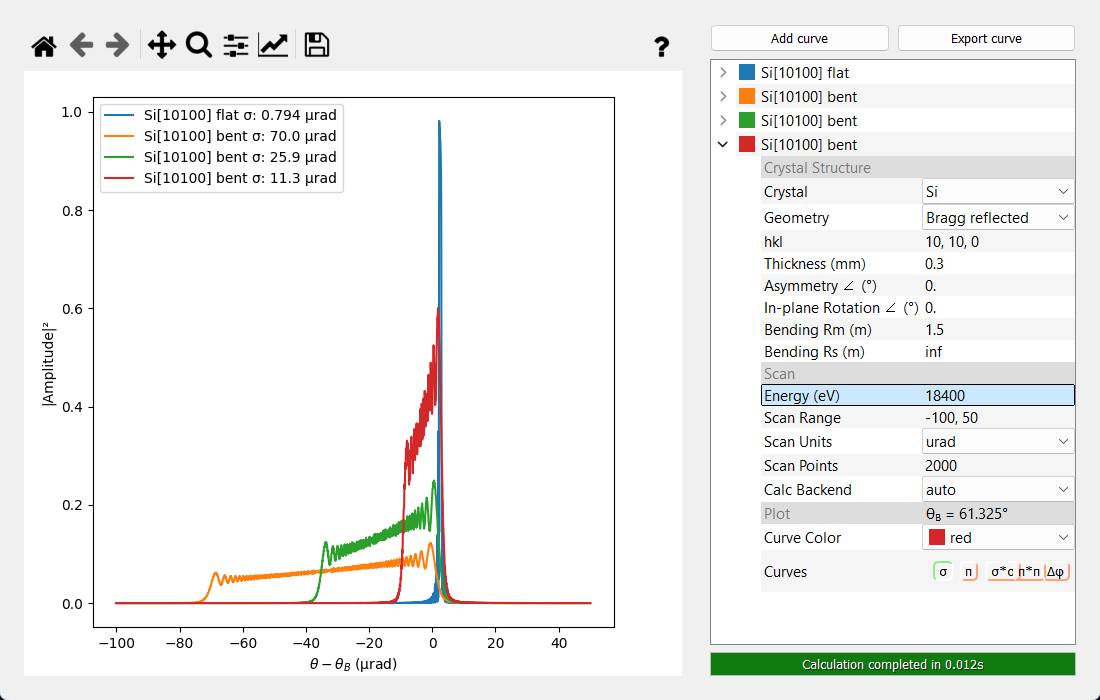 ?
Add curve
Export curve
Si[10100] flat
Si[10100] bent
Si[10100] bent
Si[10100] bent
Crystal Structure
Crystal Si
Geometry Bragg reflected
hkl 10, 10, 0
Thickness (mm) 0.3
Asymmetry ∠ (°) 0.
In-plane Rotation ∠ (°) 0.
Bending Rm (m) 1.5
Bending Rs (m) inf
Scan
Energy (eV) 18400
Scan Range -100, 50
Scan Units urad
Scan Points 2000
Calc Backend auto
Plot θB = 61.325°
Curve Color red
Curves σ π σ*σ π*π Δφ
Calculation completed in 0.012s
Si[10100] flat σ: 0.794 μrad
Si[10100] bent σ: 70.0 μrad
Si[10100] bent σ: 25.9 μrad
Si[10100] bent σ: 11.3 μrad
|Amplitude|²
1.0
0.8
0.6
0.4
0.2
0.0
−100 −80 −60 −40 −20 0 20 40
θ − θB (μrad)